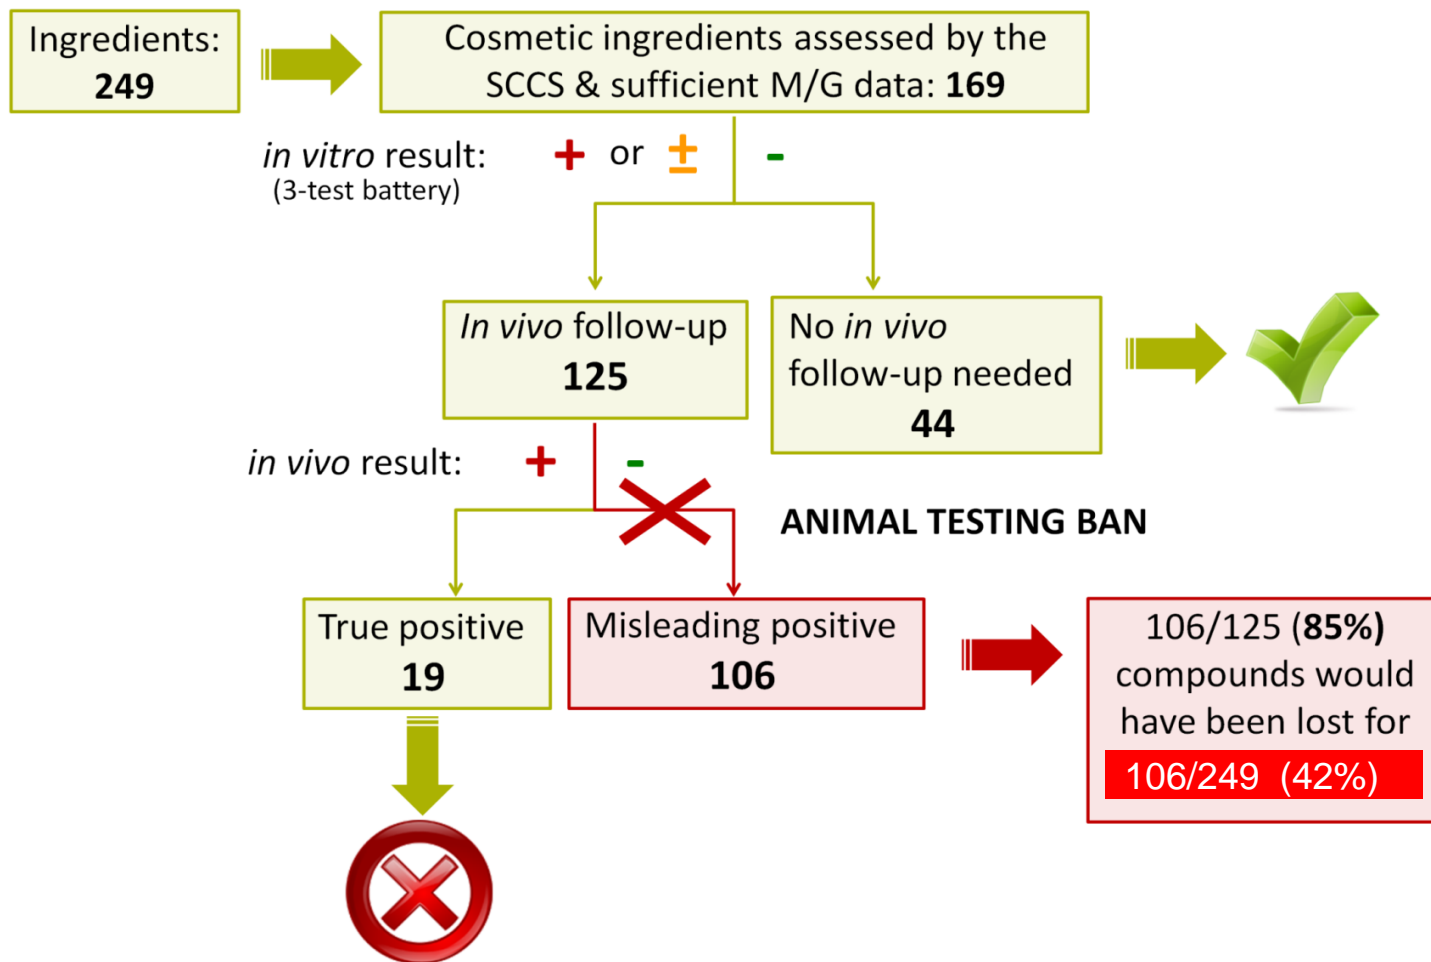 Ingredients:
249
Cosmetic ingredients assessed by the
SCCS & sufficient M/G data: 169
in vitro result:
(3-test battery)
+ or ± -
In vivo follow-up
125
No in vivo
follow-up needed
44
in vivo result:
+ -
ANIMAL TESTING BAN
True positive
19
Misleading positive
106
106/125 (85%)
compounds would
have been lost for
106/249 (42%)